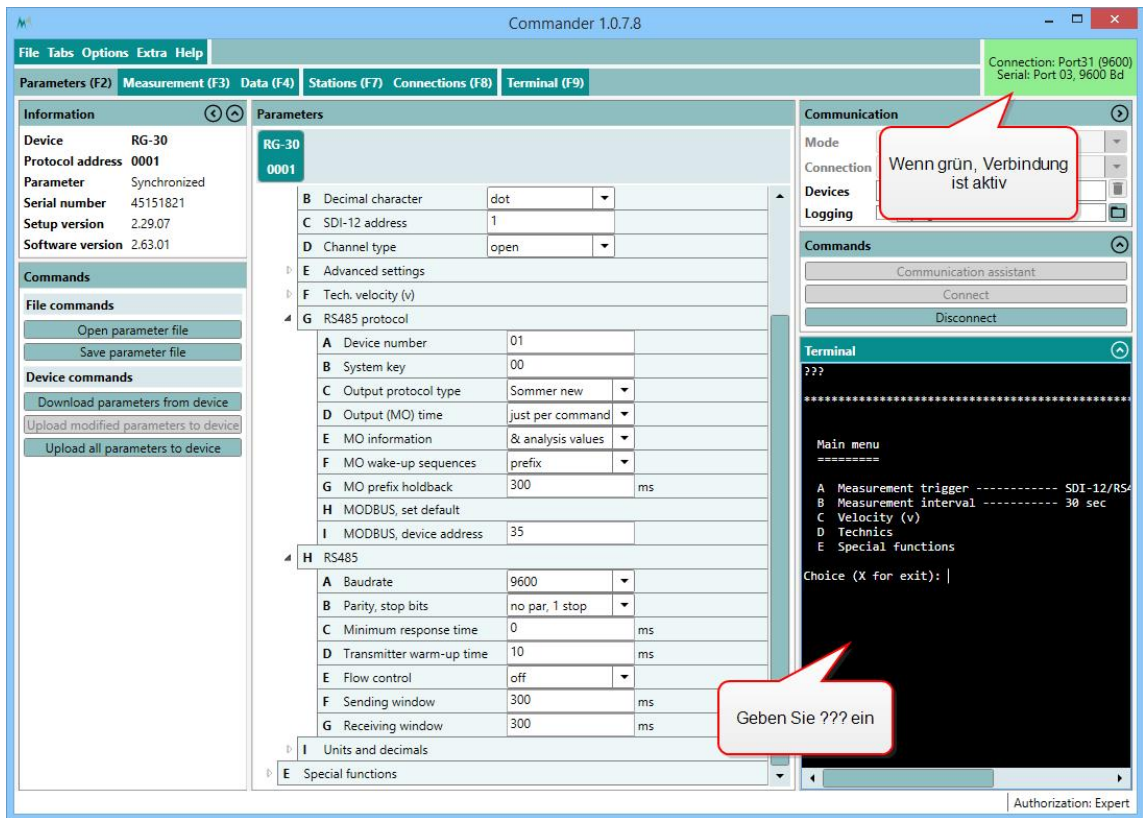 Commander 1.0.7.8
File Tabs Options Extra Help
Connection: Port31 (9600)
Serial: Port 03, 9600 Bd
Parameters (F2) Measurement (F3) Data (F4) Stations (F7) Connections (F8) Terminal (F9)
Information
Device RG-30
Protocol address 0001
Parameter Synchronized
Serial number 45151821
Setup version 2.29.07
Software version 2.63.01
Commands
File commands
Open parameter file
Save parameter file
Device commands
Download parameters from device
Upload modified parameters to device
Upload all parameters to device
Parameters
RG-30
0001
B Decimal character dot
C SDI-12 address 1
D Channel type open
E Advanced settings
F Tech. velocity (v)
G RS485 protocol
A Device number 01
B System key 00
C Output protocol type Sommer new
D Output (MO) time just per command
E MO information & analysis values
F MO wake-up sequences prefix
G MO prefix holdback 300 ms
H MODBUS, set default
I MODBUS, device address 35
H RS485
A Baudrate 9600
B Parity, stop bits no par, 1 stop
C Minimum response time 0 ms
D Transmitter warm-up time 10 ms
E Flow control off
F Sending window 300 ms
G Receiving window 300 ms
I Units and decimals
E Special functions
Communication
Mode
Connection
Devices
Logging
Wenn grün, Verbindung
ist aktiv
Commands
Communication assistant
Connect
Disconnect
Terminal
???
************************************************
Main menu
=========
A Measurement trigger ------------ SDI-12/RS4
B Measurement interval ----------- 30 sec
C Velocity (v)
D Technics
E Special functions
Choice (X for exit): |
Geben Sie ??? ein
Authorization: Expert